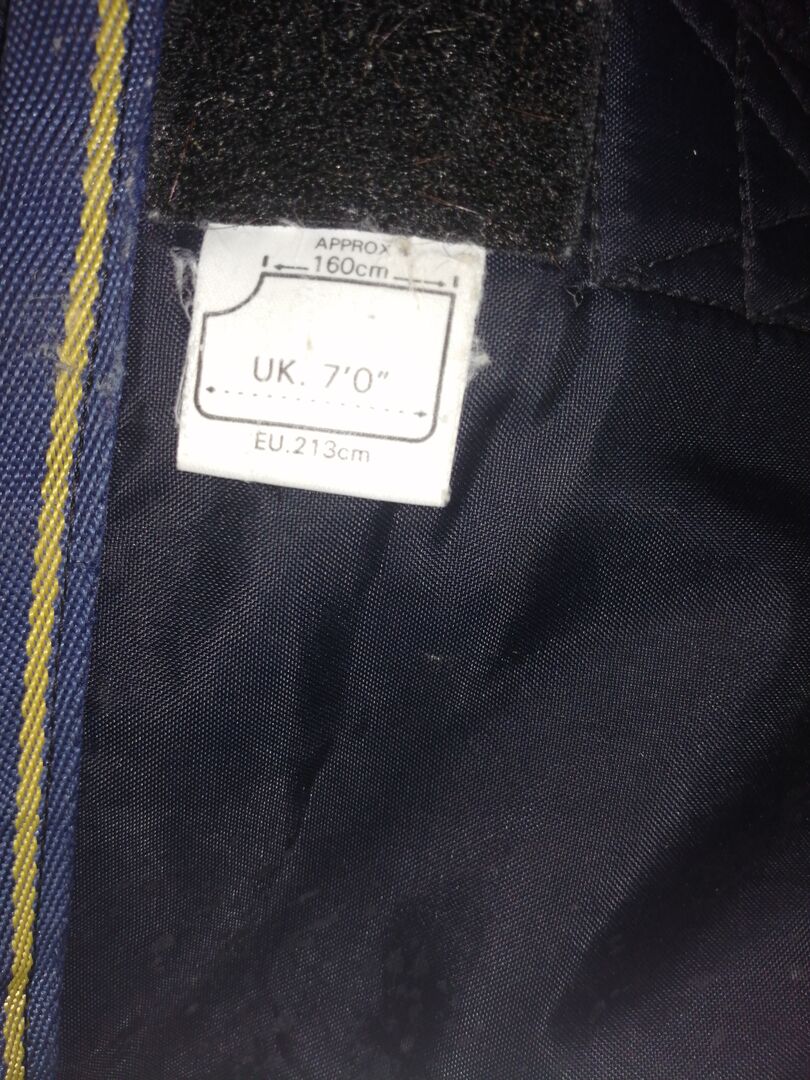 APPROX
160cm
UK. 7'0"
EU.213cm